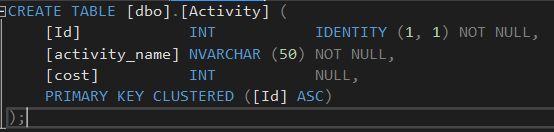 CREATE TABLE [dbo].[Activity] (
    [Id]            INT           IDENTITY (1, 1) NOT NULL,
    [activity_name] NVARCHAR (50) NOT NULL,
    [cost]          INT           NULL,
    PRIMARY KEY CLUSTERED ([Id] ASC)
);